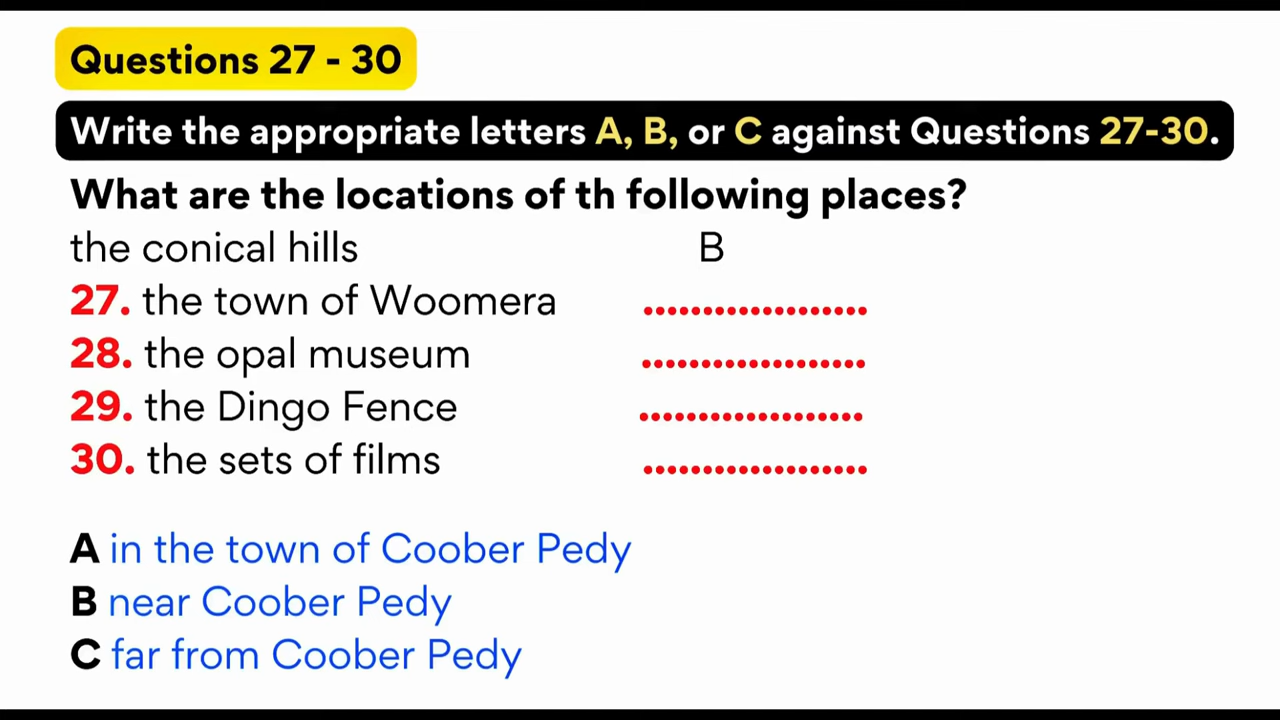 Questions 27 - 30
Write the appropriate letters A, B, or C against Questions 27-30.
What are the locations of th following places?
the conical hills B
27. the town of Woomera ...................
28. the opal museum ...................
29. the Dingo Fence ...................
30. the sets of films ...................
A in the town of Coober Pedy
B near Coober Pedy
C far from Coober Pedy